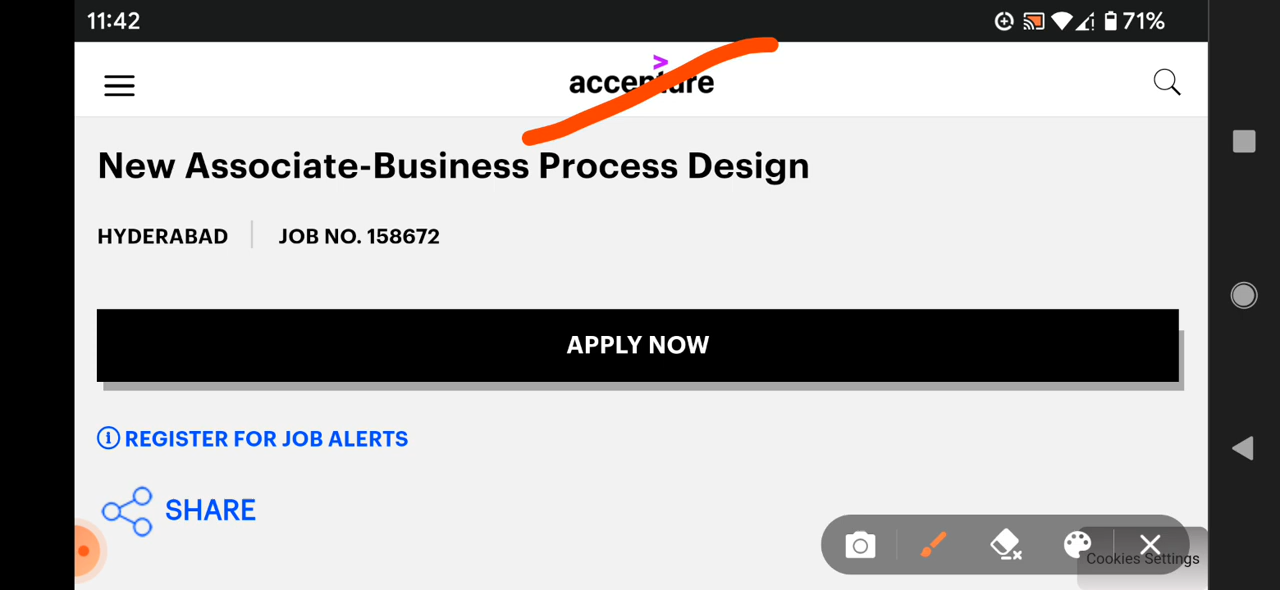 11:42
71%
>
accenture
New Associate-Business Process Design
HYDERABAD
JOB NO. 158672
APPLY NOW
REGISTER FOR JOB ALERTS
SHARE
Cookies Settings